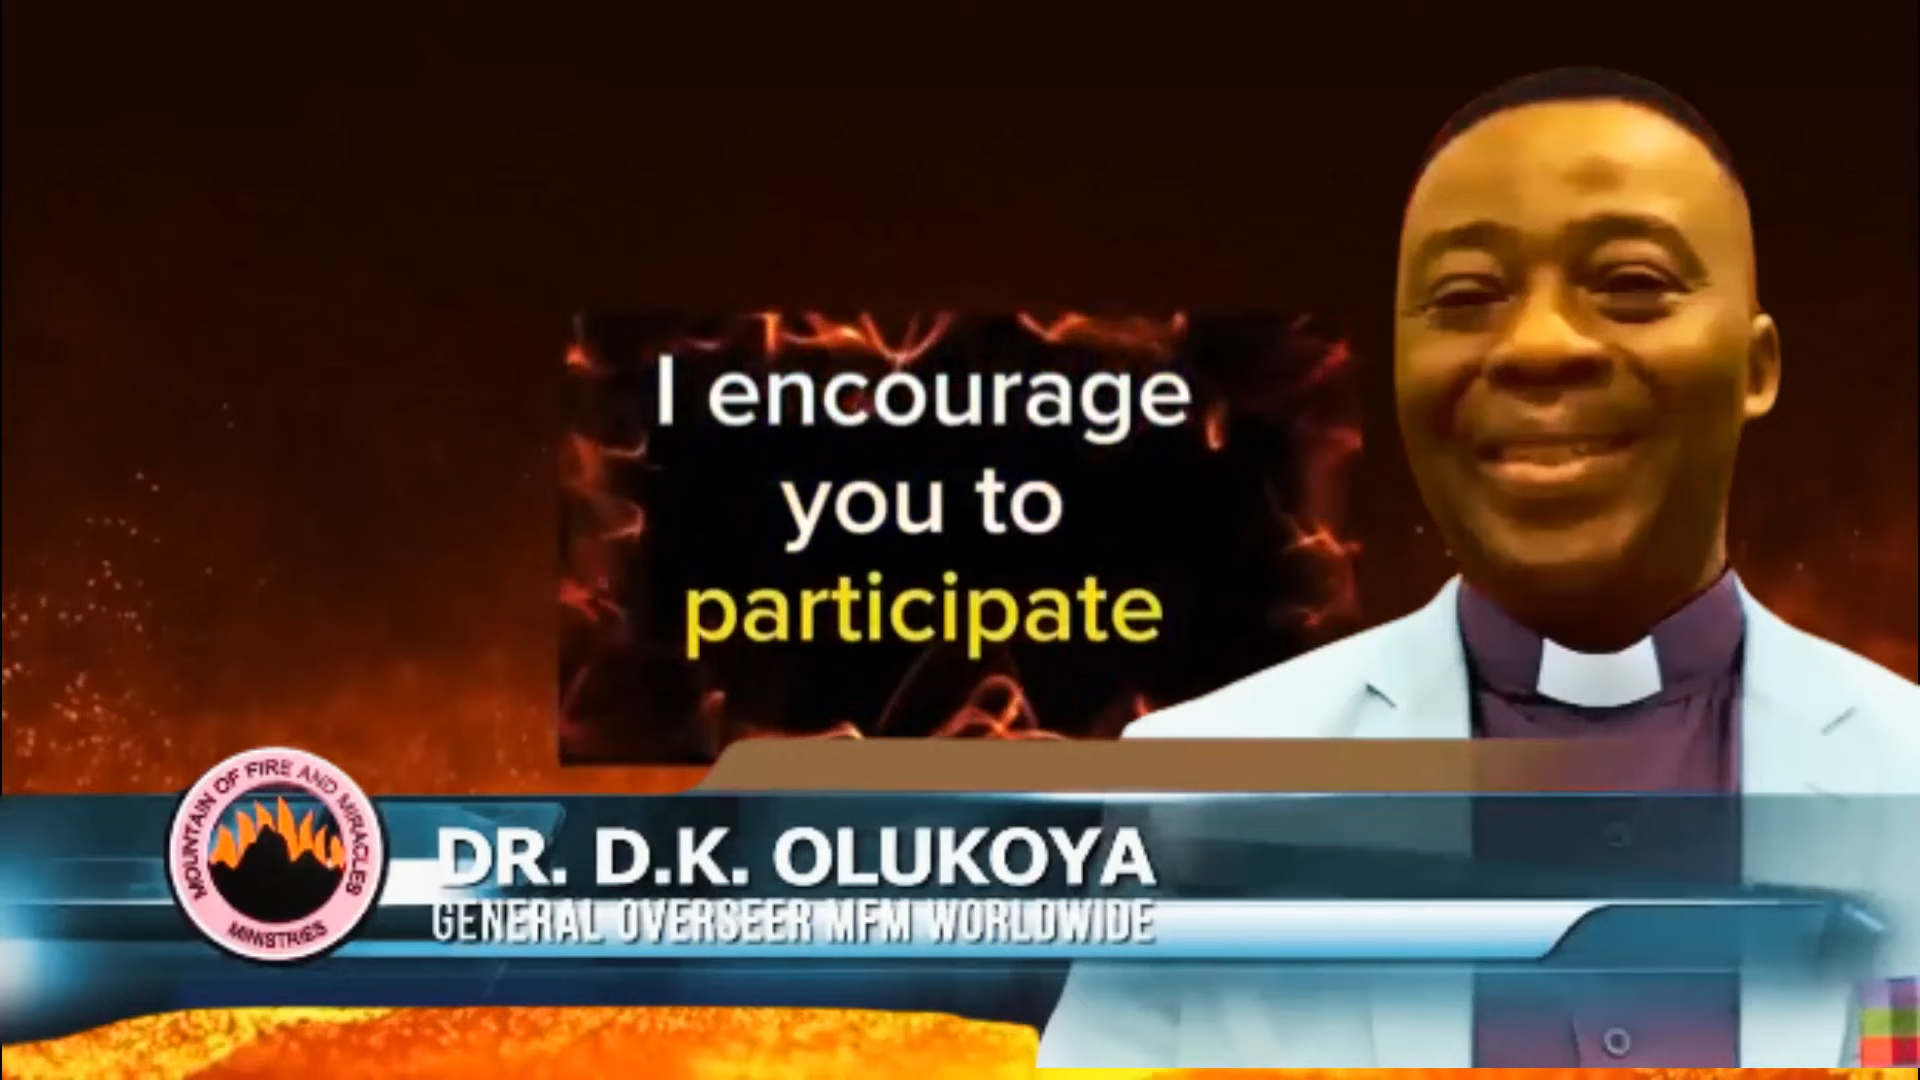 I encourage
you to
participate
MOUNTAIN OF FIRE AND MIRACLES
MINISTRIES
DR. D.K. OLUKOYA
GENERAL OVERSEER MFM WORLDWIDE